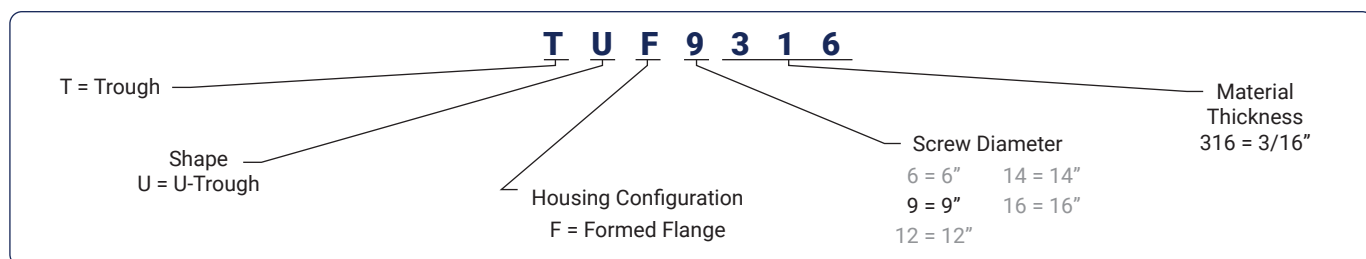 T U F 9 3 1 6
T = Trough
Shape
U = U-Trough
Housing Configuration
F = Formed Flange
Screw Diameter
6 = 6” 14 = 14”
9 = 9” 16 = 16”
12 = 12”
Material
Thickness
316 = 3/16”